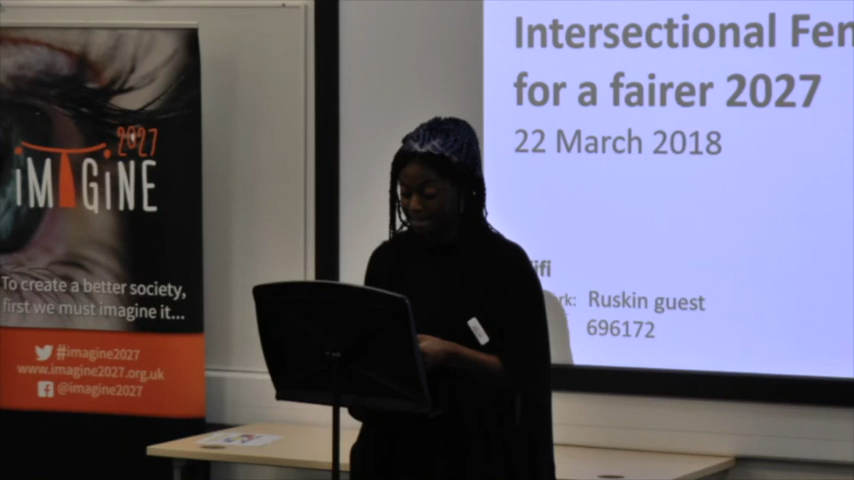 2027
iMAGiNE
To create a better society,
first we must imagine it...
#imagine2027
www.imagine2027.org.uk
@imagine2027
Intersectional Fem
for a fairer 2027
22 March 2018
ifi
rk: Ruskin guest
696172